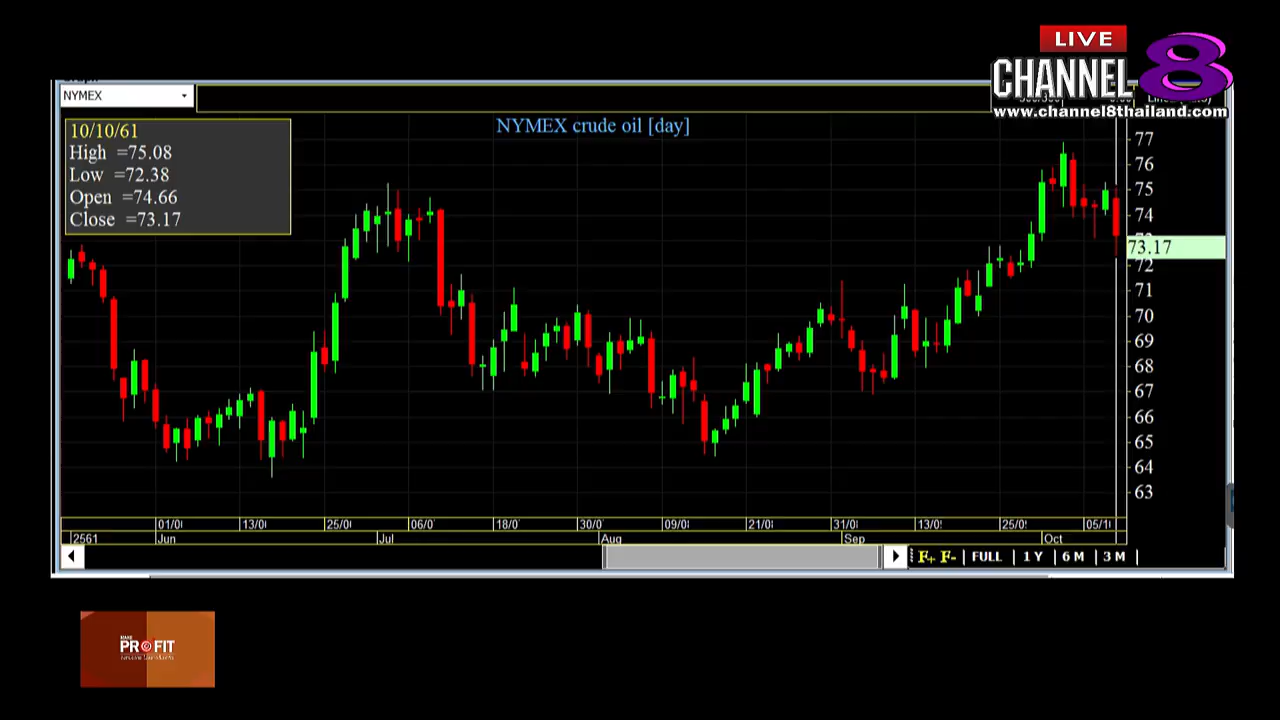 LIVE
CHANNEL 8
www.channel8thailand.com
NYMEX
NYMEX crude oil [day]
10/10/61
High =75.08
Low =72.38
Open =74.66
Close =73.17
77
76
75
74
73.17
72
71
70
69
68
67
66
65
64
63
01/0 13/0 25/0 06/0 18/0 30/0 09/0 21/0 31/0 13/0 25/0 05/1
2561 Jun Jul Aug Sep Oct
F+ F- FULL 1 Y 6 M 3 M
MAKE
PROFIT